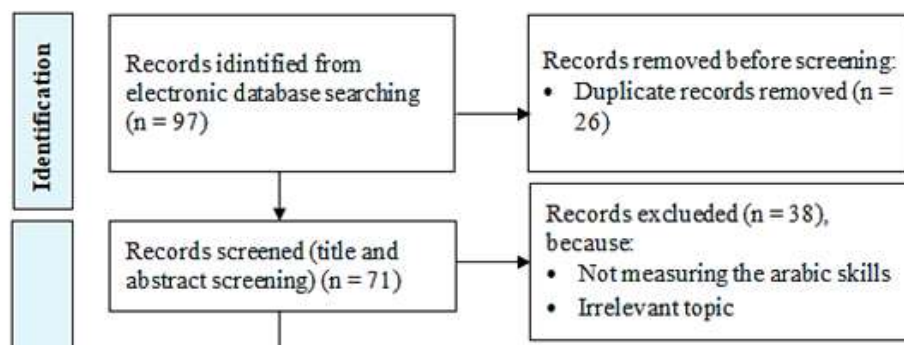 Identification
Records idintified from
electronic database searching
(n = 97)
Records removed before screening:
• Duplicate records removed (n =
26)
Records screened (title and
abstract screening) (n = 71)
Records exclueded (n = 38),
because:
• Not measuring the arabic skills
• Irrelevant topic